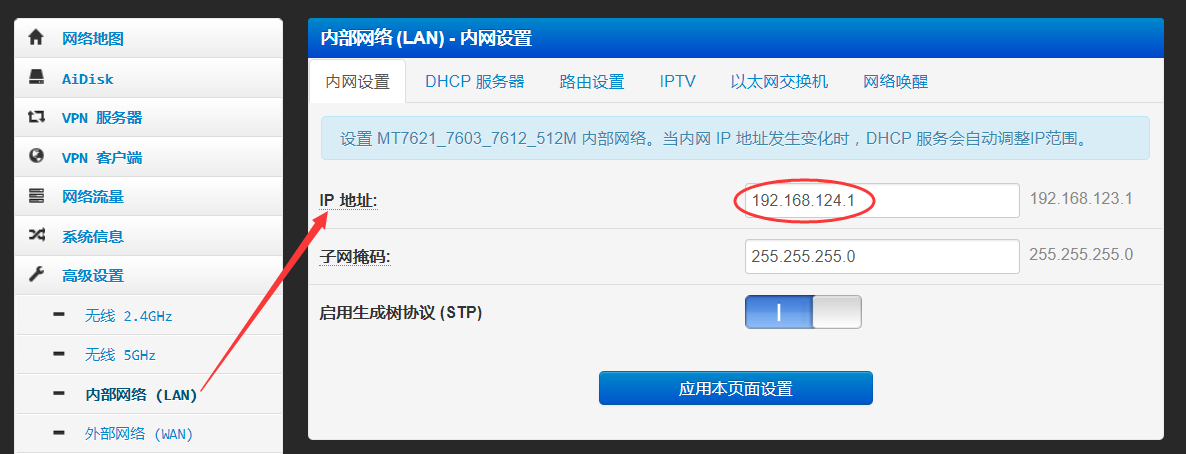 网络地图
AiDisk
VPN 服务器
VPN 客户端
网络流量
系统信息
高级设置
无线 2.4GHz
无线 5GHz
内部网络 (LAN)
外部网络 (WAN)
内部网络 (LAN) - 内网设置
内网设置 DHCP 服务器 路由设置 IPTV 以太网交换机 网络唤醒
设置 MT7621_7603_7612_512M 内部网络。当内网 IP 地址发生变化时，DHCP 服务会自动调整IP范围。
IP 地址: 192.168.124.1 192.168.123.1
子网掩码: 255.255.255.0 255.255.255.0
启用生成树协议 (STP)
应用本页面设置